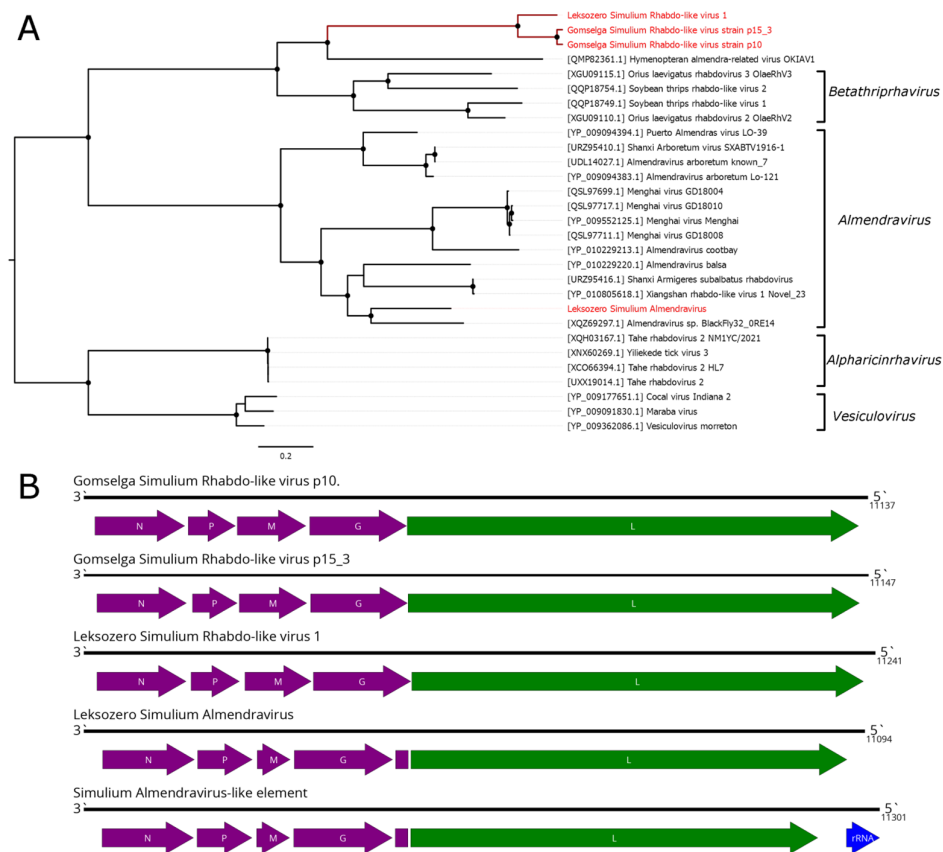 A
Leksozero Simulium Rhabdo-like virus 1
Gomselga Simulium Rhabdo-like virus strain p15_3
Gomselga Simulium Rhabdo-like virus strain p10
[QMP82361.1] Hymenopteran almendra-related virus OKIAV1
[XGU09115.1] Orius laevigatus rhabdovirus 3 OlaeRhV3
[QQP18754.1] Soybean thrips rhabdo-like virus 2
[QQP18749.1] Soybean thrips rhabdo-like virus 1
[XGU09110.1] Orius laevigatus rhabdovirus 2 OlaeRhV2
Betathriprhavirus
[YP_009094394.1] Puerto Almendras virus LO-39
[URZ95410.1] Shanxi Arboretum virus SXABTV1916-1
[UDL14027.1] Almendravirus arboretum known_7
[YP_009094383.1] Almendravirus arboretum Lo-121
[QSL97699.1] Menghai virus GD18004
[QSL97717.1] Menghai virus GD18010
[YP_009552125.1] Menghai virus Menghai
[QSL97711.1] Menghai virus GD18008
[YP_010229213.1] Almendravirus cootbay
[YP_010229220.1] Almendravirus balsa
[URZ95416.1] Shanxi Armigeres subalbatus rhabdovirus
[YP_010805618.1] Xiangshan rhabdo-like virus 1 Novel_23
Leksozero Simulium Almendravirus
[XQZ69297.1] Almendravirus sp. BlackFly32_0RE14
Almendravirus
[XQH03167.1] Tahe rhabdovirus 2 NM1YC/2021
[XNX60269.1] Yiliekede tick virus 3
[XCO66394.1] Tahe rhabdovirus 2 HL7
[UXX19014.1] Tahe rhabdovirus 2
Alpharicinrhavirus
[YP_009177651.1] Cocal virus Indiana 2
[YP_009091830.1] Maraba virus
[YP_009362086.1] Vesiculovirus morreton
Vesiculovirus
0.2
B
Gomselga Simulium Rhabdo-like virus p10.
3` 5`
11137
N P M G L
Gomselga Simulium Rhabdo-like virus p15_3
3` 5`
11147
N P M G L
Leksozero Simulium Rhabdo-like virus 1
3` 5`
11241
N P M G L
Leksozero Simulium Almendravirus
3` 5`
11094
N P M G L
Simulium Almendravirus-like element
3` 5`
11301
N P M G L rRNA